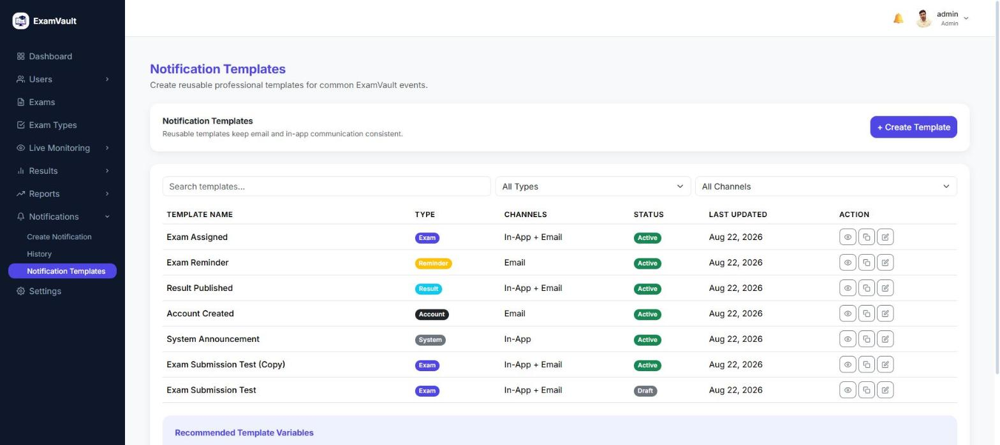 ExamVault
admin
Admin
Dashboard
Users
Exams
Exam Types
Live Monitoring
Results
Reports
Notifications
Create Notification
History
Notification Templates
Settings
Notification Templates
Create reusable professional templates for common ExamVault events.
Notification Templates
Reusable templates keep email and in-app communication consistent.
+ Create Template
Search templates... All Types All Channels
TEMPLATE NAME TYPE CHANNELS STATUS LAST UPDATED ACTION
Exam Assigned Exam In-App + Email Active Aug 22, 2026
Exam Reminder Reminder Email Active Aug 22, 2026
Result Published Result In-App + Email Active Aug 22, 2026
Account Created Account Email Active Aug 22, 2026
System Announcement System In-App Active Aug 22, 2026
Exam Submission Test (Copy) Exam In-App + Email Active Aug 22, 2026
Exam Submission Test Exam In-App + Email Draft Aug 22, 2026
Recommended Template Variables